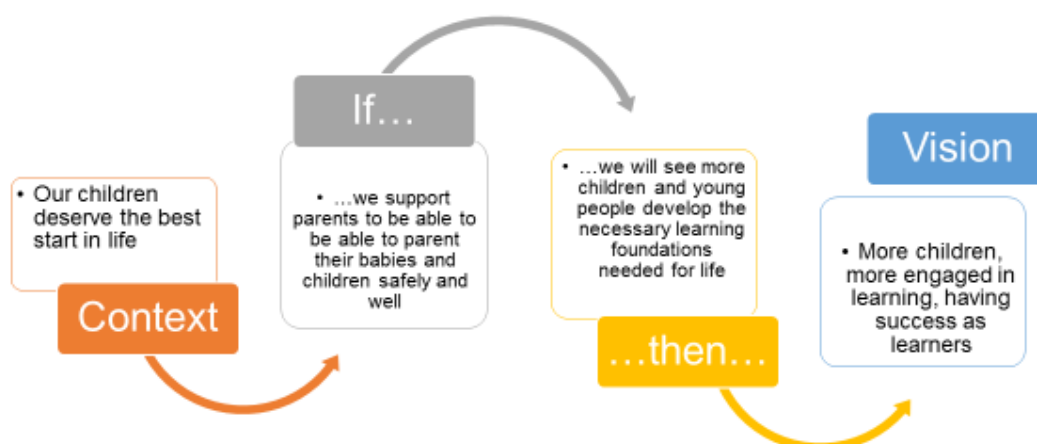 • Our children
deserve the best
start in life
Context
If...
• ...we support
parents to be able to
be able to parent
their babies and
children safely and
well
• ...we will see more
children and young
people develop the
necessary learning
foundations
needed for life
...then...
Vision
• More children,
more engaged in
learning, having
success as
learners